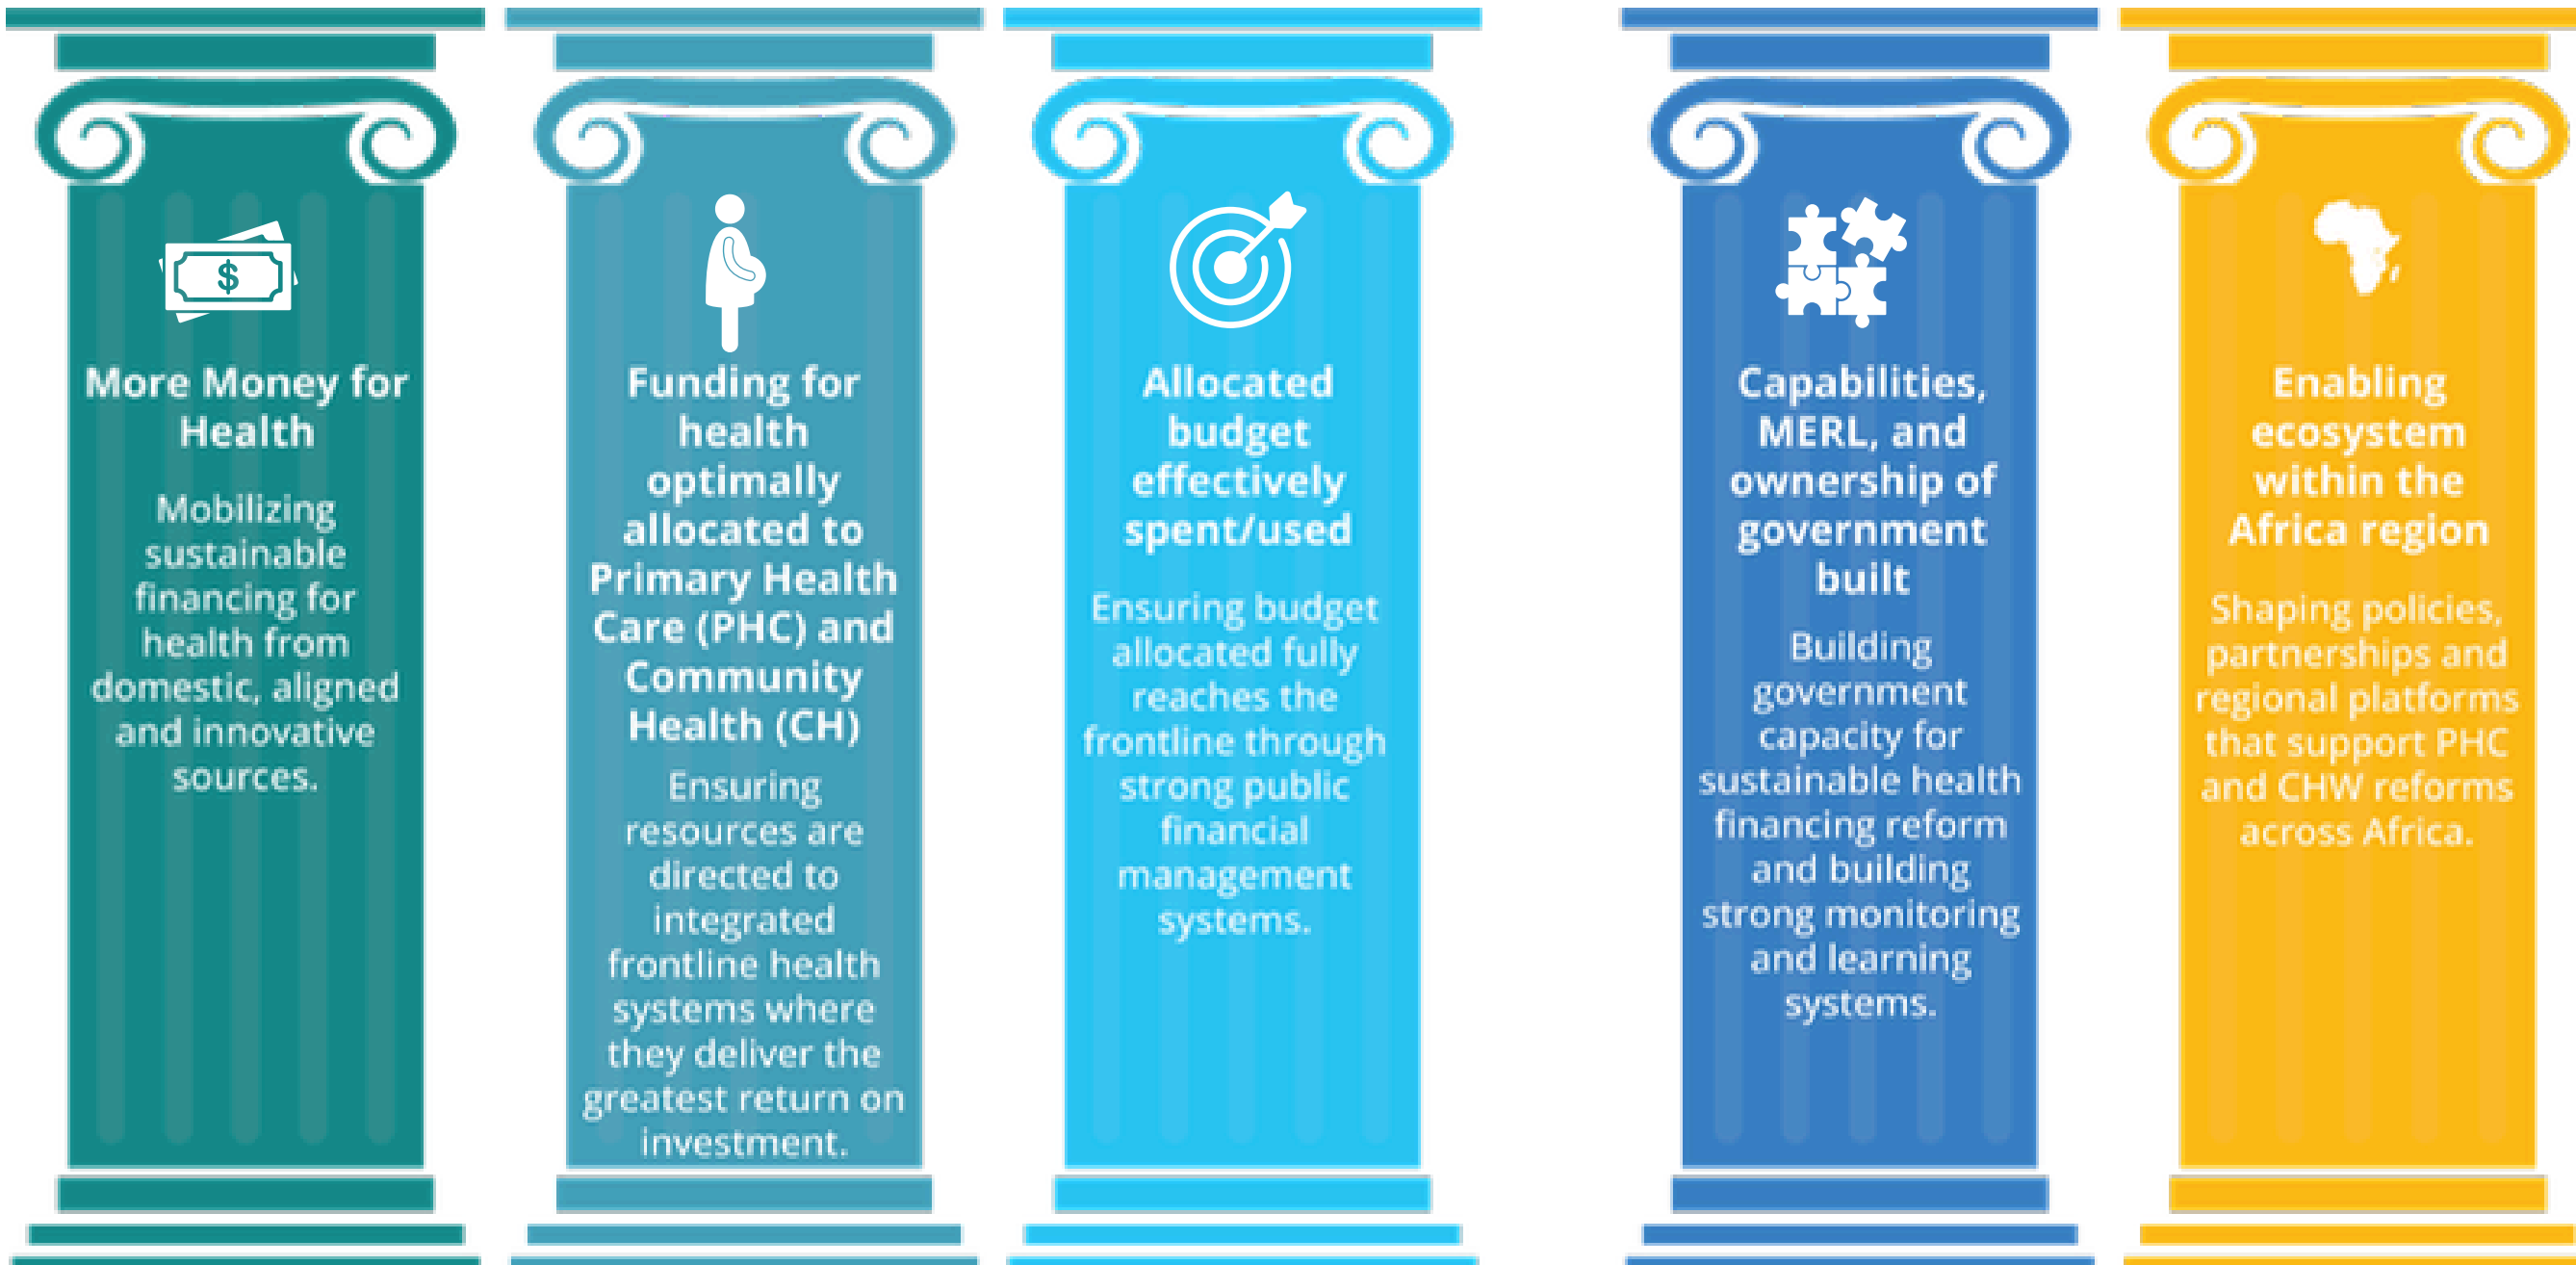 $
More Money for
Health
Mobilizing
sustainable
financing for
health from
domestic, aligned
and innovative
sources.
Funding for
health
optimally
allocated to
Primary Health
Care (PHC) and
Community
Health (CH)
Ensuring
resources are
directed to
integrated
frontline health
systems where
they deliver the
greatest return on
investment.
Allocated
budget
effectively
spent/used
Ensuring budget
allocated fully
reaches the
frontline through
strong public
financial
management
systems.
Capabilities,
MERL, and
ownership of
government
built
Building
government
capacity for
sustainable health
financing reform
and building
strong monitoring
and learning
systems.
Enabling
ecosystem
within the
Africa region
Shaping policies,
partnerships and
regional platforms
that support PHC
and CHW reforms
across Africa.